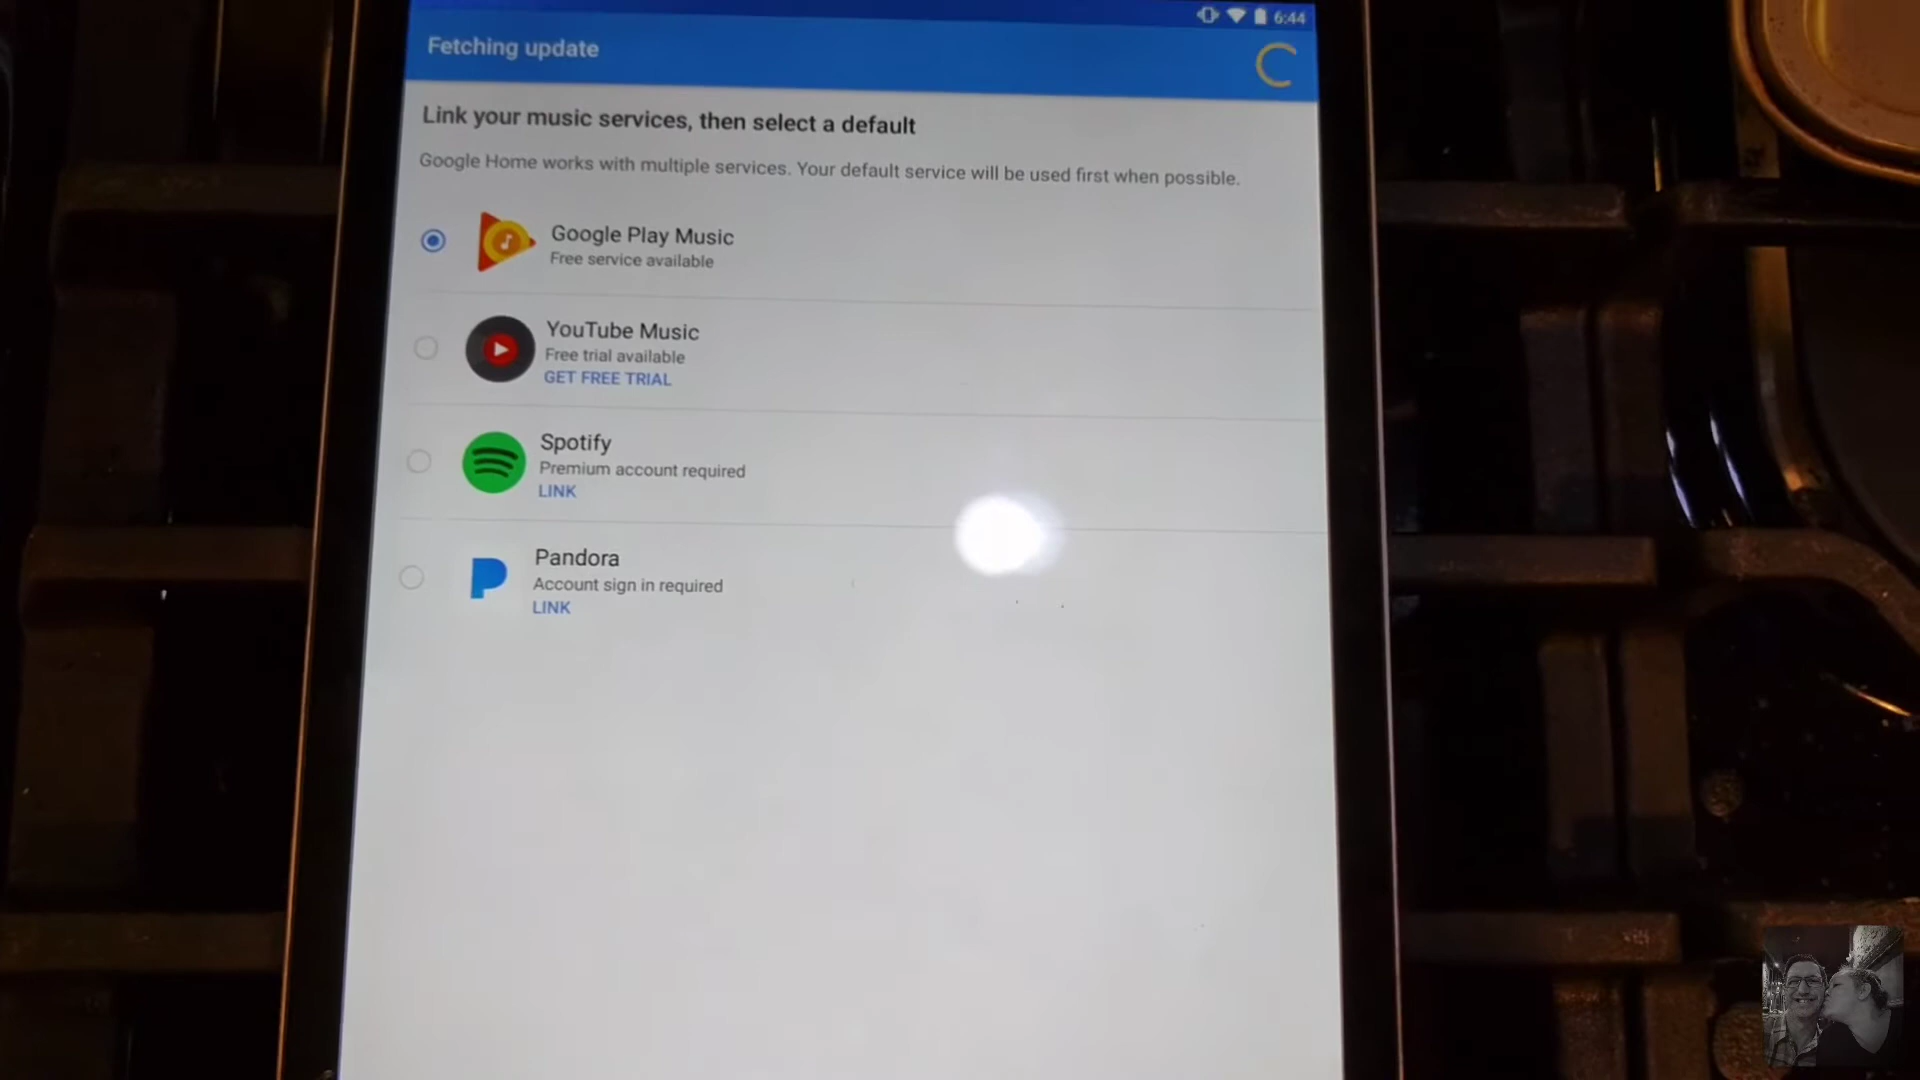 6:44
Fetching update
Link your music services, then select a default
Google Home works with multiple services. Your default service will be used first when possible.
Google Play Music
Free service available
YouTube Music
Free trial available
GET FREE TRIAL
Spotify
Premium account required
LINK
Pandora
Account sign in required
LINK